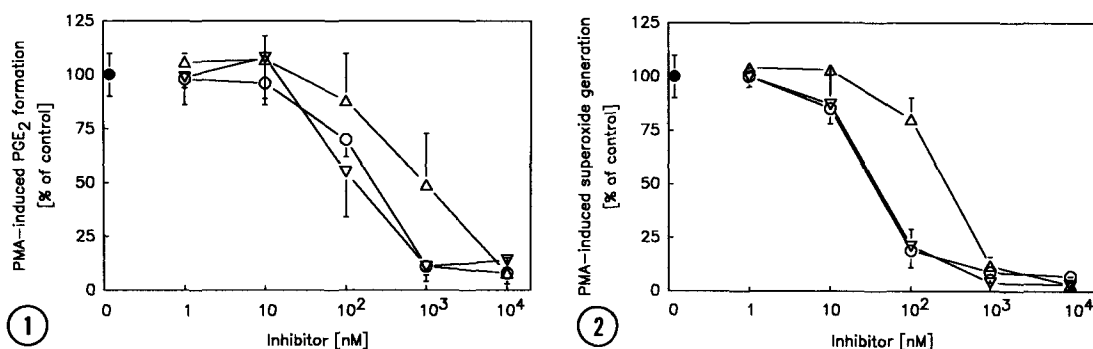 PMA-induced PGE₂ formation
[% of control]
125
100
75
50
25
0
0 1 10 10² 10³ 10⁴
Inhibitor [nM]
1
PMA-induced superoxide generation
[% of control]
125
100
75
50
25
0
0 1 10 10² 10³ 10⁴
Inhibitor [nM]
2